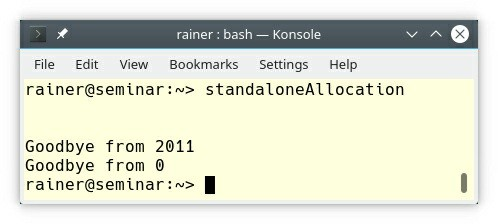 rainer : bash — Konsole
File Edit View Bookmarks Settings Help
rainer@seminar:~> standaloneAllocation
Goodbye from 2011
Goodbye from 0
rainer@seminar:~>